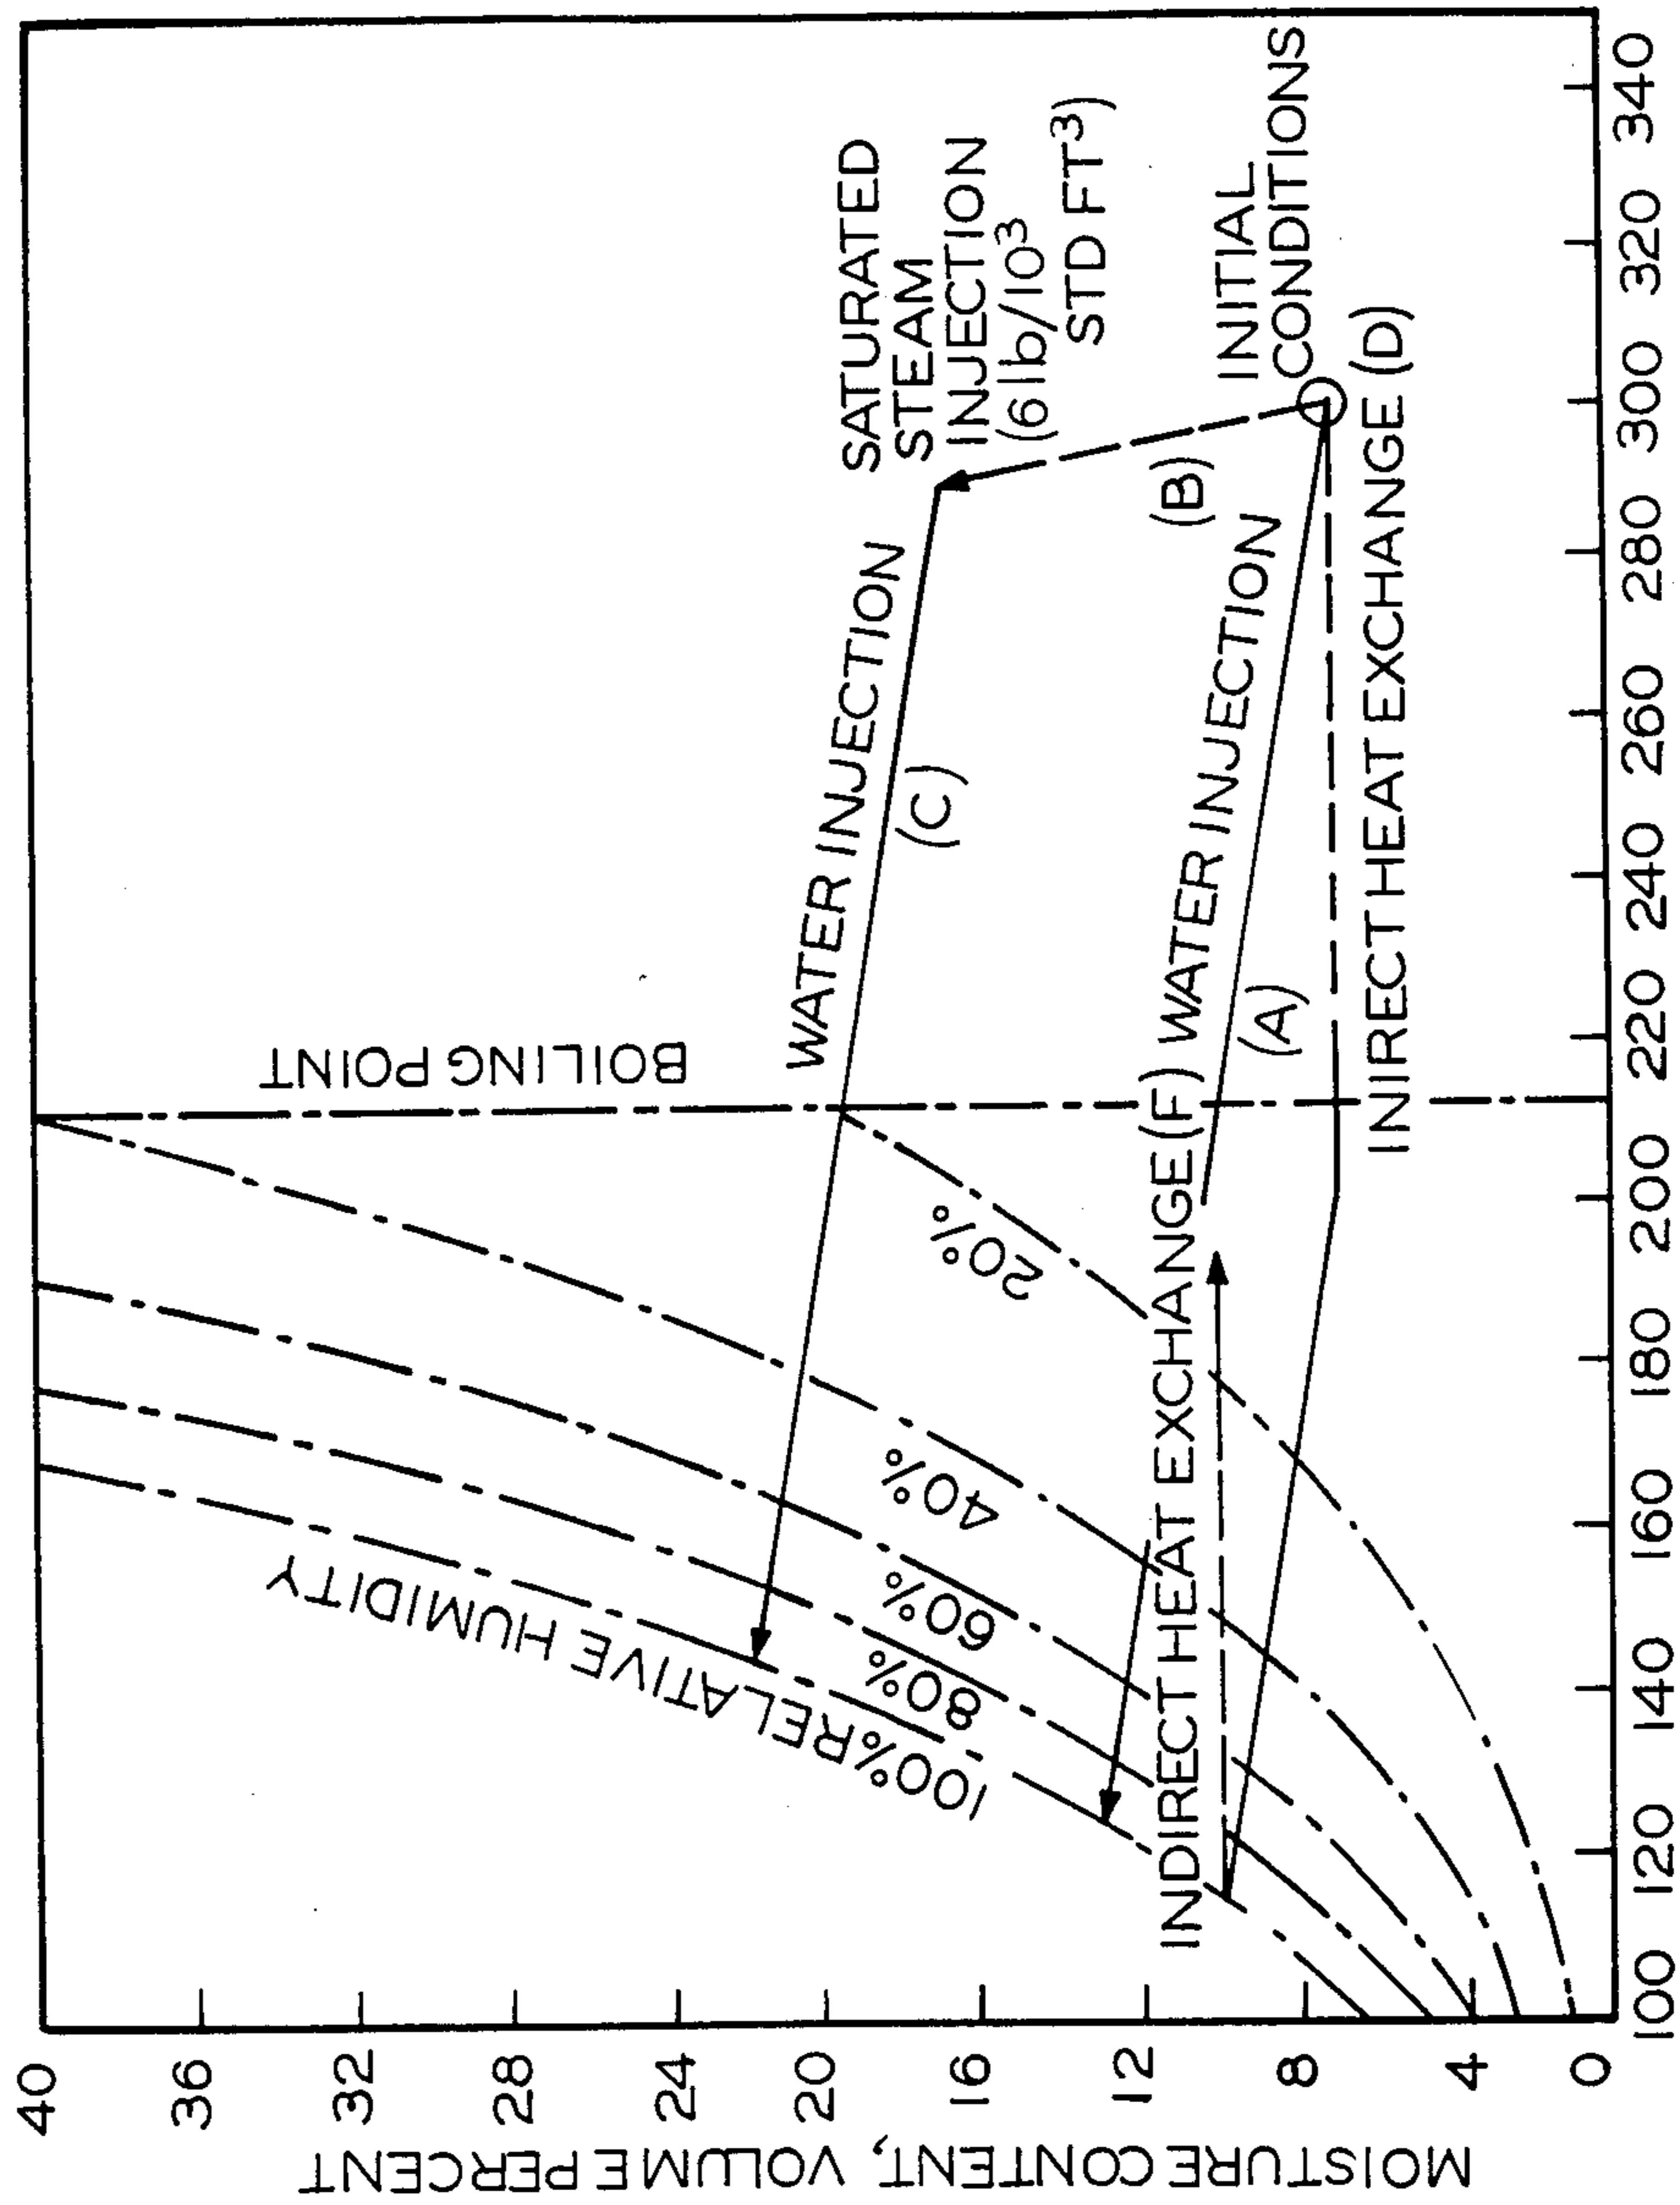 MOISTURE CONTENT, VOLUME PERCENT
40
36
32
28
24
20
16
12
8
4
0
100
120
140
160
180
200
220
240
260
280
300
320
340
100% RELATIVE HUMIDITY
80%
60%
40%
20%
BOILING POINT
WATER INJECTION
(C)
SATURATED
STEAM
INJECTION
(6 lb/10³
STD FT³)
(B)
INITIAL
CONDITIONS
INDIRECT HEAT EXCHANGE (F) WATER INJECTION
(A)
INIRECT HEAT EXCHANGE (D)